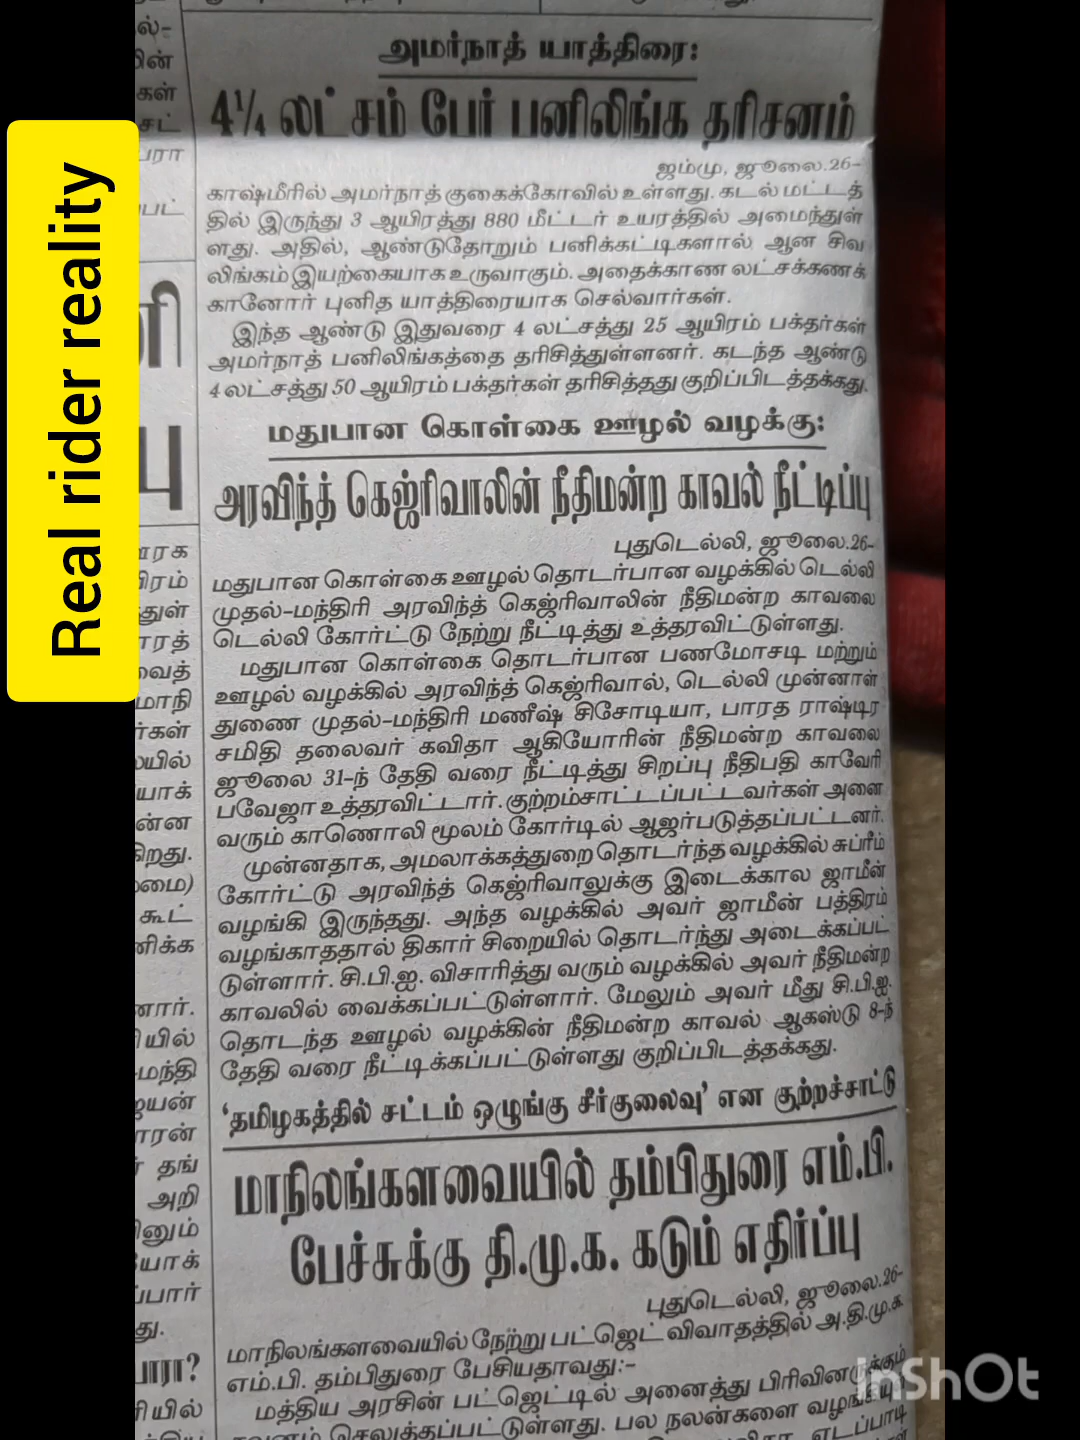 Real rider reality
அமர்நாத் யாத்திரை:
4¼ லட்சம் பேர் பனிலிங்க தரிசனம்
ஜம்மு, ஜூலை.26-
காஷ்மீரில் அமர்நாத் குகைக்கோவில் உள்ளது. கடல் மட்டத்
தில் இருந்து 3 ஆயிரத்து 880 மீட்டர் உயரத்தில் அமைந்துள்
ளது. அதில், ஆண்டுதோறும் பனிக்கட்டிகளால் ஆன சிவ
லிங்கம் இயற்கையாக உருவாகும். அதைக்காண லட்சக்கணக்
கானோர் புனித யாத்திரையாக செல்வார்கள்.
இந்த ஆண்டு இதுவரை 4 லட்சத்து 25 ஆயிரம் பக்தர்கள்
அமர்நாத் பனிலிங்கத்தை தரிசித்துள்ளனர். கடந்த ஆண்டு
4 லட்சத்து 50 ஆயிரம் பக்தர்கள் தரிசித்தது குறிப்பிடத்தக்கது.
மதுபான கொள்கை ஊழல் வழக்கு:
அரவிந்த் கெஜ்ரிவாலின் நீதிமன்ற காவல் நீட்டிப்பு
புதுடெல்லி, ஜூலை.26-
மதுபான கொள்கை ஊழல் தொடர்பான வழக்கில் டெல்லி
முதல்-மந்திரி அரவிந்த் கெஜ்ரிவாலின் நீதிமன்ற காவலை
டெல்லி கோர்ட்டு நேற்று நீட்டித்து உத்தரவிட்டுள்ளது.
மதுபான கொள்கை தொடர்பான பணமோசடி மற்றும்
ஊழல் வழக்கில் அரவிந்த் கெஜ்ரிவால், டெல்லி முன்னாள்
துணை முதல்-மந்திரி மணீஷ் சிசோடியா, பாரத ராஷ்டிர
சமிதி தலைவர் கவிதா ஆகியோரின் நீதிமன்ற காவலை
ஜூலை 31-ந் தேதி வரை நீட்டித்து சிறப்பு நீதிபதி காவேரி
பவேஜா உத்தரவிட்டார். குற்றம்சாட்டப்பட்டவர்கள் அனை
வரும் காணொலி மூலம் கோர்டில் ஆஜர்படுத்தப்பட்டனர்.
முன்னதாக, அமலாக்கத்துறை தொடர்ந்த வழக்கில் சுப்ரீம்
கோர்ட்டு அரவிந்த் கெஜ்ரிவாலுக்கு இடைக்கால ஜாமீன்
வழங்கி இருந்தது. அந்த வழக்கில் அவர் ஜாமீன் பத்திரம்
வழங்காததால் திகார் சிறையில் தொடர்ந்து அடைக்கப்பட்
டுள்ளார். சி.பி.ஐ. விசாரித்து வரும் வழக்கில் அவர் நீதிமன்ற
காவலில் வைக்கப்பட்டுள்ளார். மேலும் அவர் மீது சி.பி.ஐ.
தொடந்த ஊழல் வழக்கின் நீதிமன்ற காவல் ஆகஸ்டு 8-ந்
தேதி வரை நீட்டிக்கப்பட்டுள்ளது குறிப்பிடத்தக்கது.
'தமிழகத்தில் சட்டம் ஒழுங்கு சீர்குலைவு' என குற்றச்சாட்டு
மாநிலங்களவையில் தம்பிதுரை எம்.பி.
பேச்சுக்கு தி.மு.க. கடும் எதிர்ப்பு
புதுடெல்லி, ஜூலை.26-
மாநிலங்களவையில் நேற்று பட்ஜெட் விவாதத்தில் அ.தி.மு.க
எம்.பி. தம்பிதுரை பேசியதாவது:-
மத்திய அரசின் பட்ஜெட்டில் அனைத்து பிரிவினருக்கும்
கவனம் செலுத்தப்பட்டுள்ளது. பல நலன்களை
InShOt